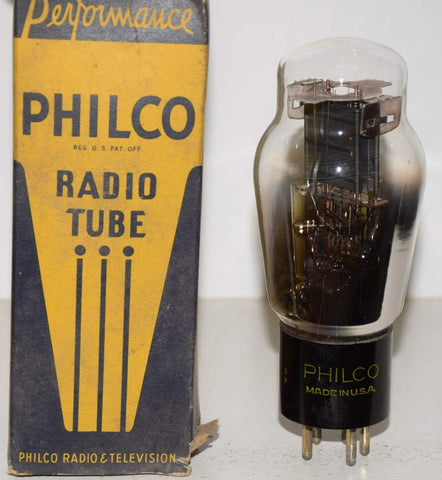 Performance
PHILCO
REG. U.S. PAT. OFF
RADIO
TUBE
PHILCO RADIO & TELEVISION
PHILCO
MADE IN U.S.A.